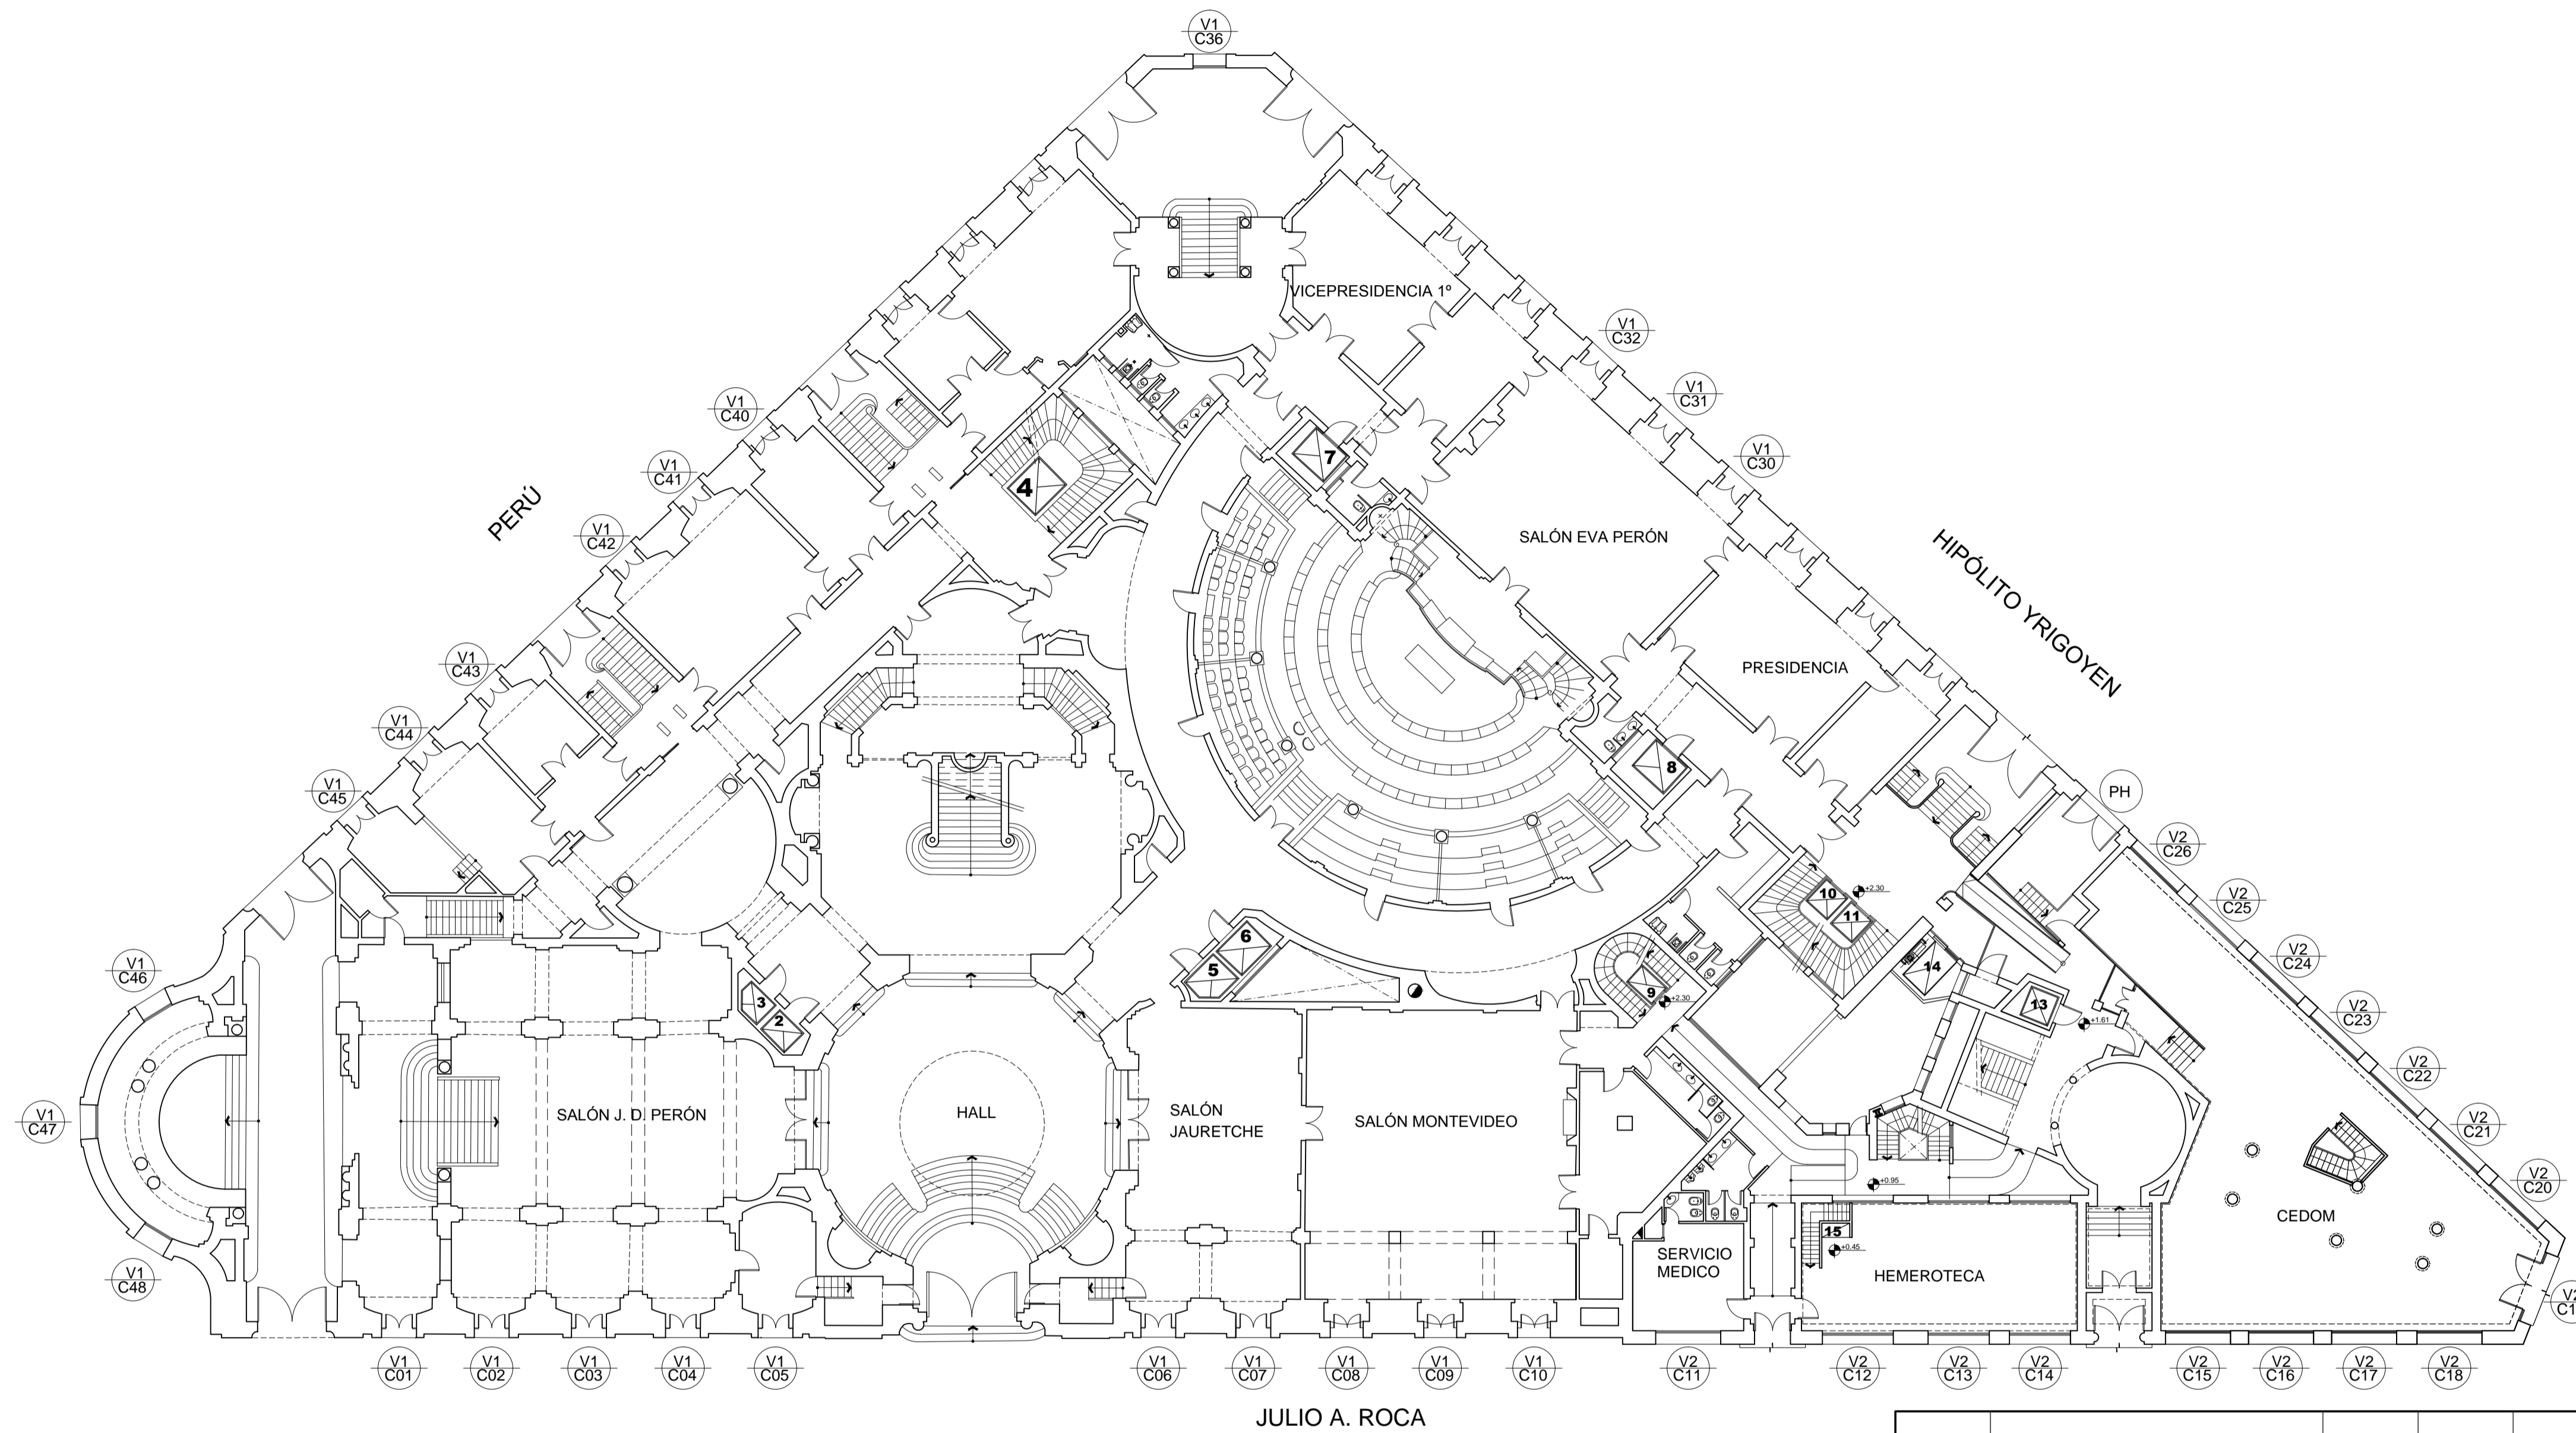 V1
C36
VICEPRESIDENCIA 1º
V1
C32
V1
C31
V1
C30
V1
C40
V1
C41
V1
C42
V1
C43
V1
C44
V1
C45
V1
C46
V1
C47
V1
C48
PERÚ
HIPÓLITO YRIGOYEN
4
7
SALÓN EVA PERÓN
PRESIDENCIA
8
PH
V2
C26
V2
C25
V2
C24
V2
C23
V2
C22
V2
C21
V2
C20
10
11
+2.30
6
5
9
+2.30
14
13
+1.61
3
2
SALÓN J. D. PERÓN
HALL
SALÓN
JAURETCHE
SALÓN MONTEVIDEO
+0.95
SERVICIO
MEDICO
15
+0.45
HEMEROTECA
CEDOM
V1
C01
V1
C02
V1
C03
V1
C04
V1
C05
V1
C06
V1
C07
V1
C08
V1
C09
V1
C10
V2
C11
V2
C12
V2
C13
V2
C14
V2
C15
V2
C16
V2
C17
V2
C18
JULIO A. ROCA